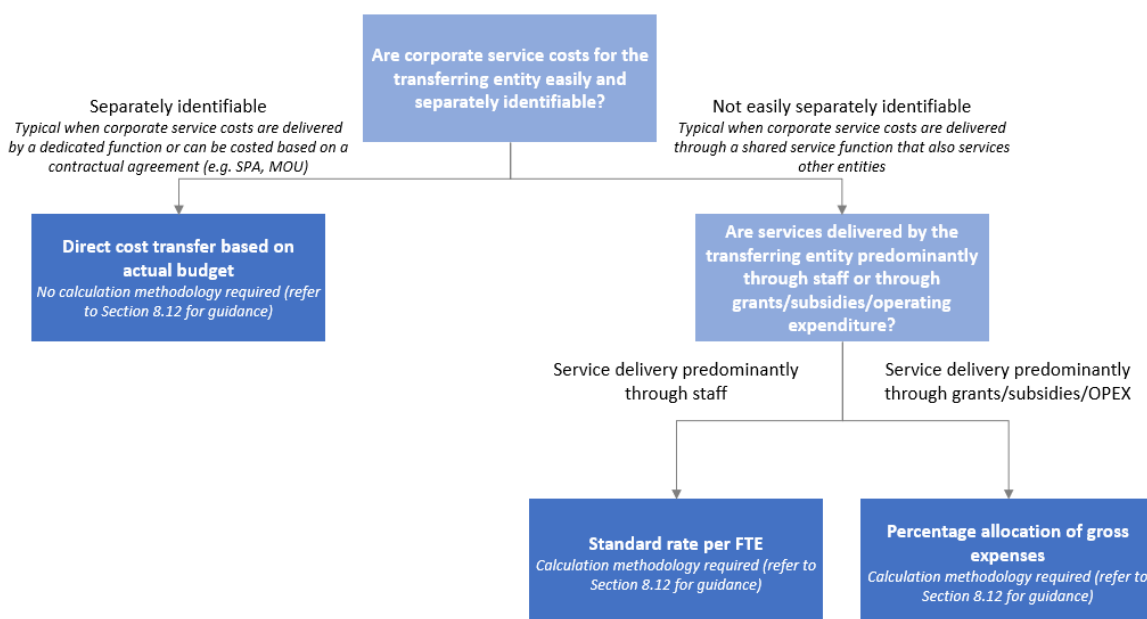 Are corporate service costs for the
transferring entity easily and
separately identifiable?
Separately identifiable
Typical when corporate service costs are delivered
by a dedicated function or can be costed based on a
contractual agreement (e.g. SPA, MOU)
Not easily separately identifiable
Typical when corporate service costs are delivered
through a shared service function that also services
other entities
Direct cost transfer based on
actual budget
No calculation methodology required (refer
to Section 8.12 for guidance)
Are services delivered by the
transferring entity predominantly
through staff or through
grants/subsidies/operating
expenditure?
Service delivery predominantly
through staff
Service delivery predominantly
through grants/subsidies/OPEX
Standard rate per FTE
Calculation methodology required (refer to
Section 8.12 for guidance)
Percentage allocation of gross
expenses
Calculation methodology required (refer to
Section 8.12 for guidance)